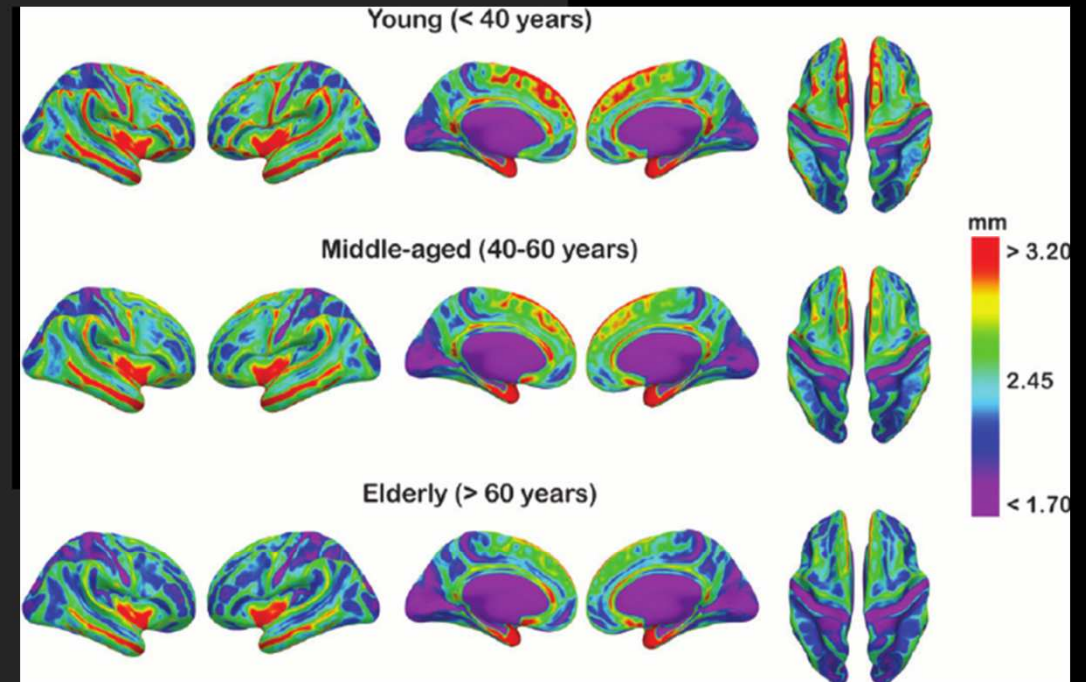 Young (< 40 years)
Middle-aged (40-60 years)
mm
> 3.20
2.45
< 1.70
Elderly (> 60 years)